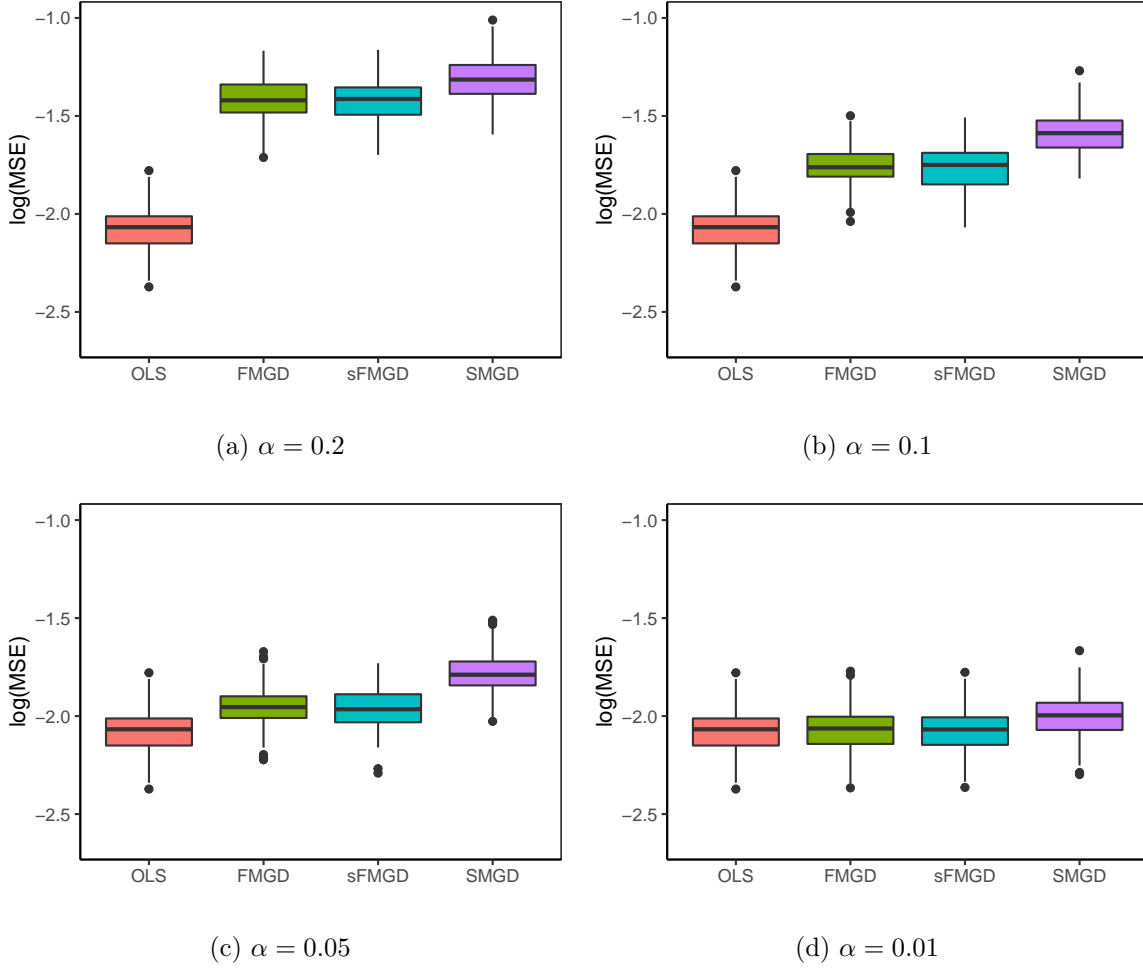 −1.0
−1.5
−2.0
−2.5
log(MSE)
OLS FMGD sFMGD SMGD
(a) α = 0.2
−1.0
−1.5
−2.0
−2.5
log(MSE)
OLS FMGD sFMGD SMGD
(b) α = 0.1
−1.0
−1.5
−2.0
−2.5
log(MSE)
OLS FMGD sFMGD SMGD
(c) α = 0.05
−1.0
−1.5
−2.0
−2.5
log(MSE)
OLS FMGD sFMGD SMGD
(d) α = 0.01